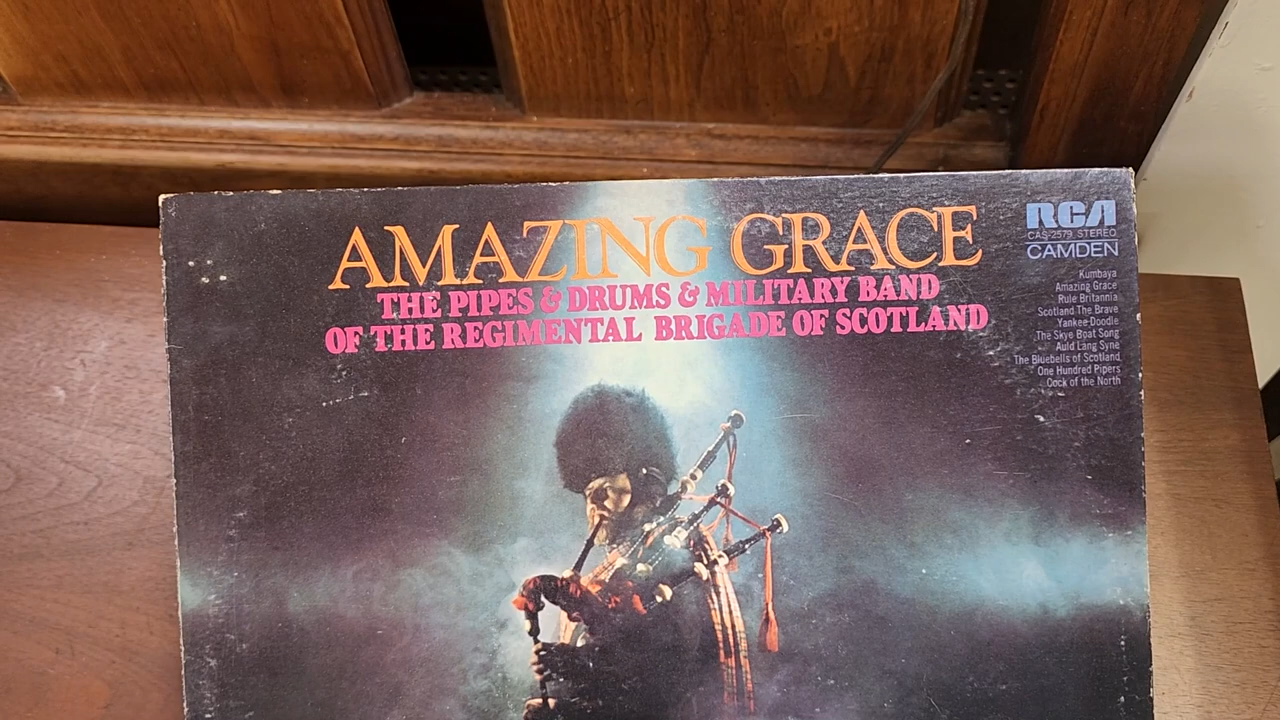 AMAZING GRACE
THE PIPES & DRUMS & MILITARY BAND
OF THE REGIMENTAL BRIGADE OF SCOTLAND
RCA
CAS-2579 STEREO
CAMDEN
Kumbaya
Amazing Grace
Rule Britannia
Scotland The Brave
Yankee Doodle
The Skye Boat Song
Auld Lang Syne
The Bluebells of Scotland
One Hundred Pipers
Cock of the North